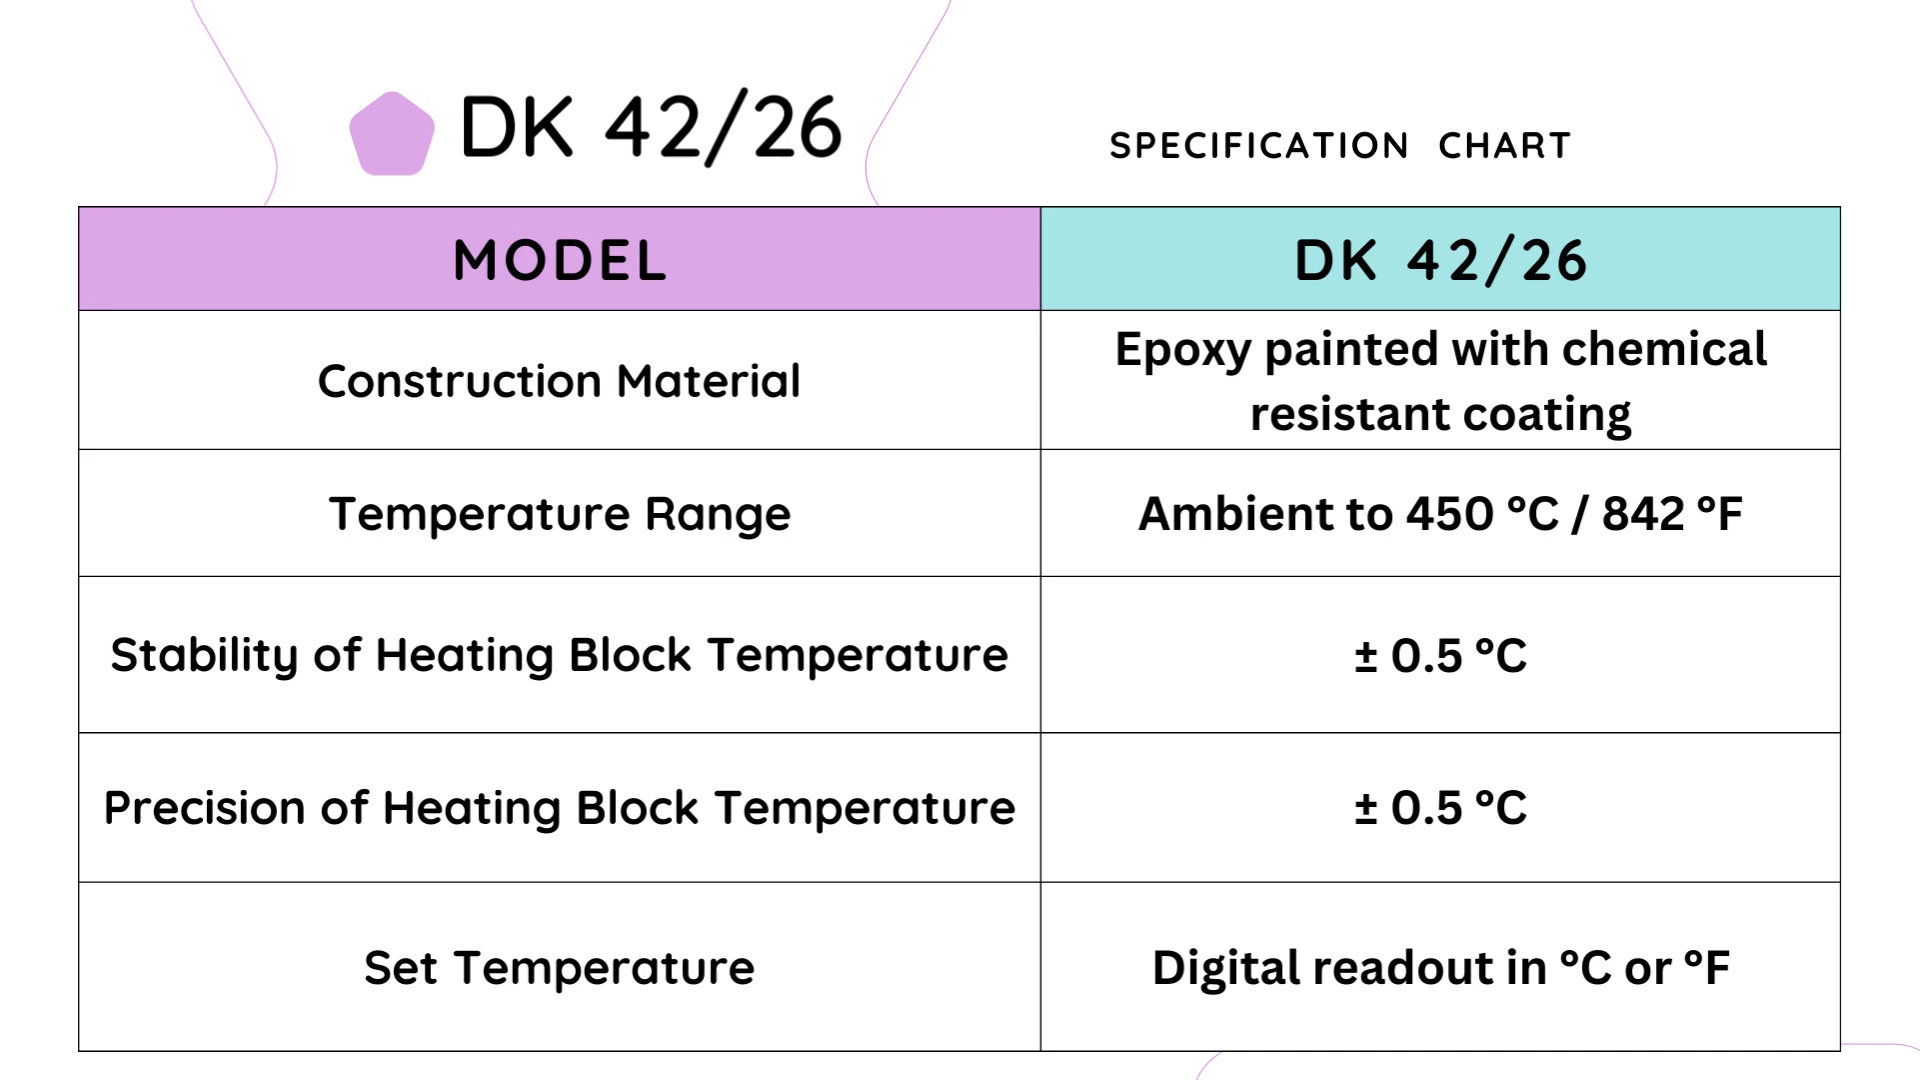 DK 42/26
SPECIFICATION CHART
MODEL
DK 42/26
Construction Material
Epoxy painted with chemical
resistant coating
Temperature Range
Ambient to 450 °C / 842 °F
Stability of Heating Block Temperature
± 0.5 °C
Precision of Heating Block Temperature
± 0.5 °C
Set Temperature
Digital readout in °C or °F